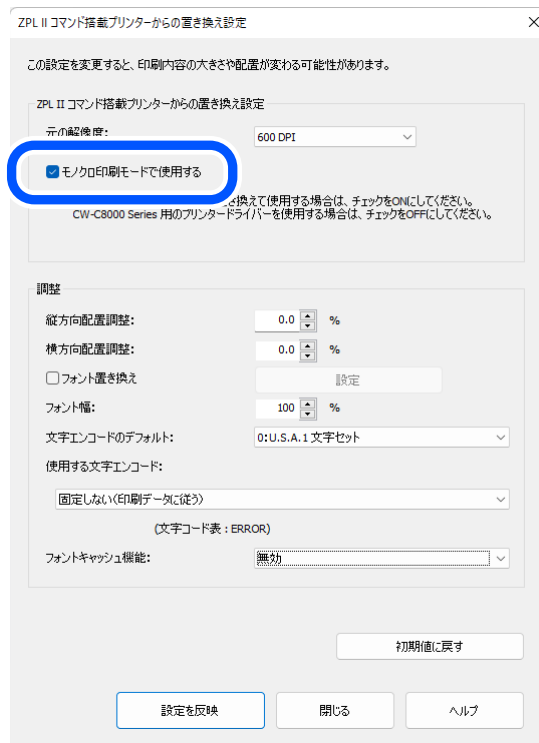 ZPL II コマンド搭載プリンターからの置き換え設定
この設定を変更すると、印刷内容の大きさや配置が変わる可能性があります。
ZPL II コマンド搭載プリンターからの置き換え設定
元の解像度: 600 DPI
モノクロ印刷モードで使用する
き換えて使用する場合は、チェックをONにしてください。
CW-C8000 Series 用のプリンタードライバーを使用する場合は、チェックをOFFにしてください。
調整
縦方向配置調整: 0.0 %
横方向配置調整: 0.0 %
フォント置き換え 設定
フォント幅: 100 %
文字エンコードのデフォルト: 0:U.S.A.1 文字セット
使用する文字エンコード:
固定しない(印刷データに従う)
(文字コード表 : ERROR)
フォントキャッシュ機能: 無効
初期値に戻す
設定を反映 閉じる ヘルプ